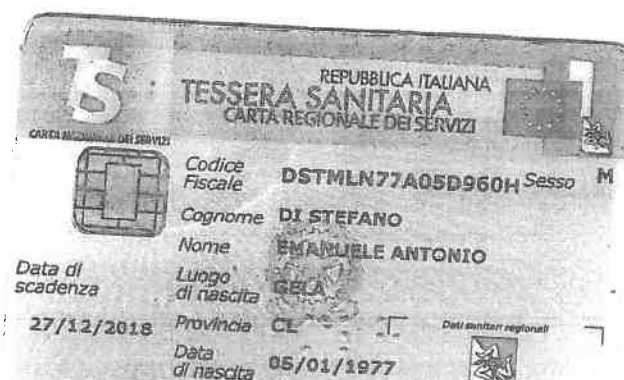 TS
REPUBBLICA ITALIANA
TESSERA SANITARIA
CARTA REGIONALE DEI SERVIZI
CARTA REGIONALE DEI SERVIZI
Codice Fiscale DSTMLN77A05D960H Sesso M
Cognome DI STEFANO
Nome EMANUELE ANTONIO
Luogo di nascita GELA
Data di scadenza
27/12/2018
Provincia CL
Dati sanitari regionali
Data di nascita 05/01/1977